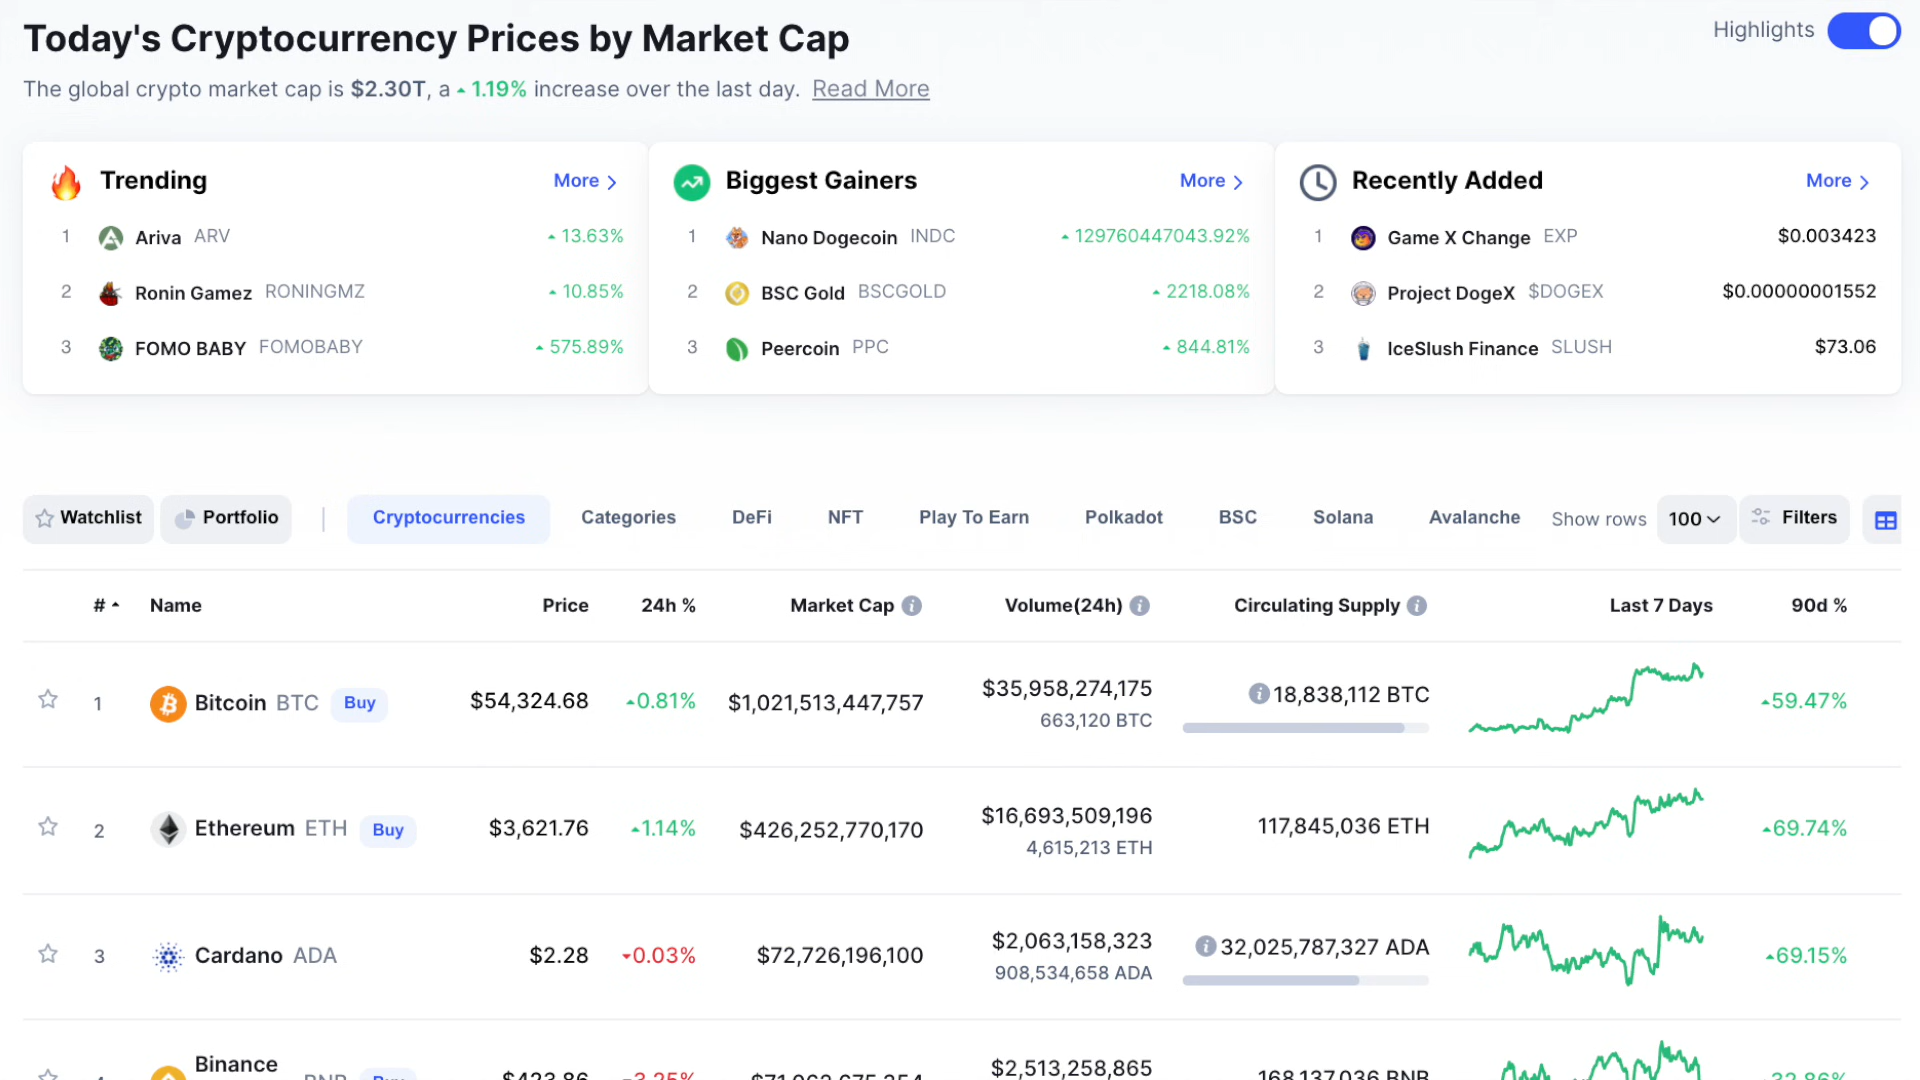 Today's Cryptocurrency Prices by Market Cap
Highlights
The global crypto market cap is $2.30T, a 1.19% increase over the last day. Read More
Trending More
1 Ariva ARV 13.63%
2 Ronin Gamez RONINGMZ 10.85%
3 FOMO BABY FOMOBABY 575.89%
Biggest Gainers More
1 Nano Dogecoin INDC 129760447043.92%
2 BSC Gold BSCGOLD 2218.08%
3 Peercoin PPC 844.81%
Recently Added More
1 Game X Change EXP $0.003423
2 Project DogeX $DOGEX $0.00000001552
3 IceSlush Finance SLUSH $73.06
Watchlist Portfolio | Cryptocurrencies Categories DeFi NFT Play To Earn Polkadot BSC Solana Avalanche Show rows 100 Filters
# Name Price 24h % Market Cap Volume(24h) Circulating Supply Last 7 Days 90d %
1 Bitcoin BTC Buy $54,324.68 0.81% $1,021,513,447,757 $35,958,274,175 18,838,112 BTC 59.47%
663,120 BTC
2 Ethereum ETH Buy $3,621.76 1.14% $426,252,770,170 $16,693,509,196 117,845,036 ETH 69.74%
4,615,213 ETH
3 Cardano ADA $2.28 0.03% $72,726,196,100 $2,063,158,323 32,025,787,327 ADA 69.15%
908,534,658 ADA
Binance $2,513,258,865
BNB Buy $423.86 3.25% 168,137,036 BNB